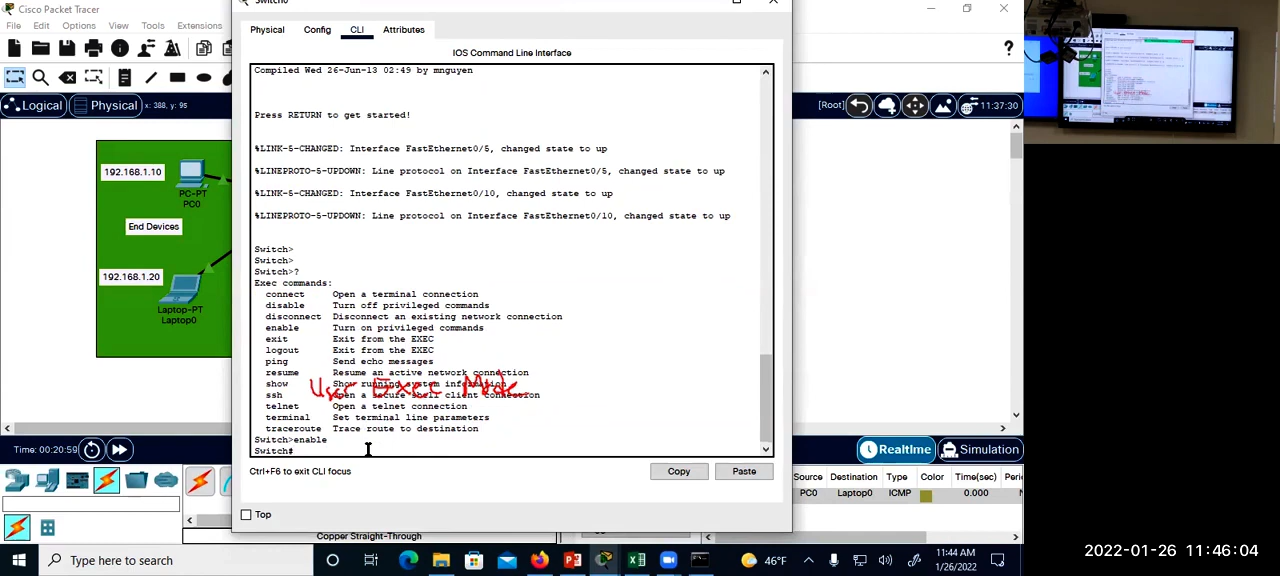 Cisco Packet Tracer
File Edit Options View Tools Extensions
Switch0
Physical Config CLI Attributes
IOS Command Line Interface
Logical Physical x: 388, y: 95
[Root] 11:37:30
Compiled Wed 26-Jun-13 02:49 by mnguyen
Press RETURN to get started!
%LINK-5-CHANGED: Interface FastEthernet0/5, changed state to up
%LINEPROTO-5-UPDOWN: Line protocol on Interface FastEthernet0/5, changed state to up
%LINK-5-CHANGED: Interface FastEthernet0/10, changed state to up
%LINEPROTO-5-UPDOWN: Line protocol on Interface FastEthernet0/10, changed state to up
Switch>
Switch>
Switch>?
Exec commands:
connect Open a terminal connection
disable Turn off privileged commands
disconnect Disconnect an existing network connection
enable Turn on privileged commands
exit Exit from the EXEC
logout Exit from the EXEC
ping Send echo messages
resume Resume an active network connection
show Show running system information
User Exec Mode
ssh Open a secure shell client connection
telnet Open a telnet connection
terminal Set terminal line parameters
traceroute Trace route to destination
Switch>enable
Switch#
192.168.1.10
PC-PT
PC0
End Devices
192.168.1.20
Laptop-PT
Laptop0
Time: 00:20:59
Realtime Simulation
Ctrl+F6 to exit CLI focus
Copy Paste
Top
Source Destination Type Color Time(sec)
PC0 Laptop0 ICMP 0.000
Copper Straight-Through
Type here to search
46°F
11:44 AM
1/26/2022
2022-01-26 11:46:04